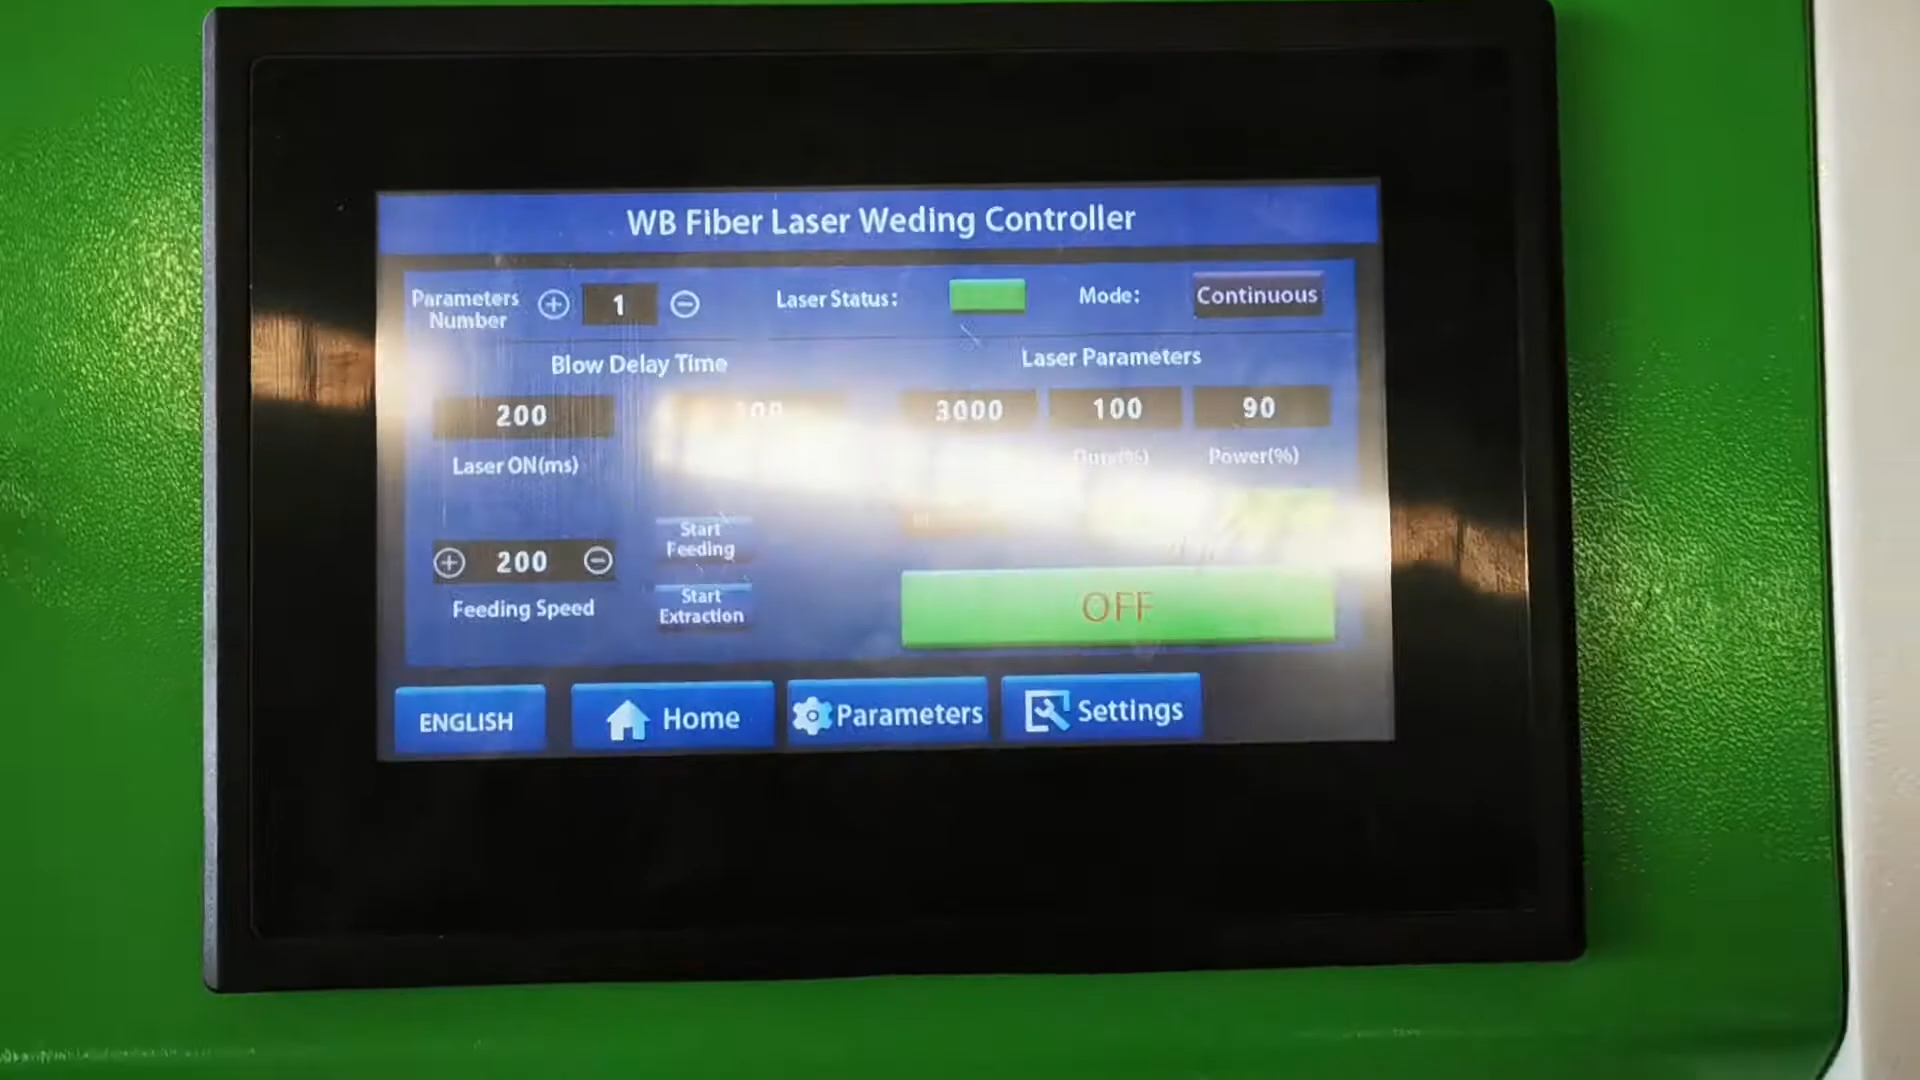 WB Fiber Laser Weding Controller
Parameters Number
1
Laser Status:
Mode:
Continuous
Blow Delay Time
Laser Parameters
200
3000
100
90
Laser ON(ms)
Power(%)
200
Feeding Speed
Start Feeding
Start Extraction
OFF
ENGLISH
Home
Parameters
Settings